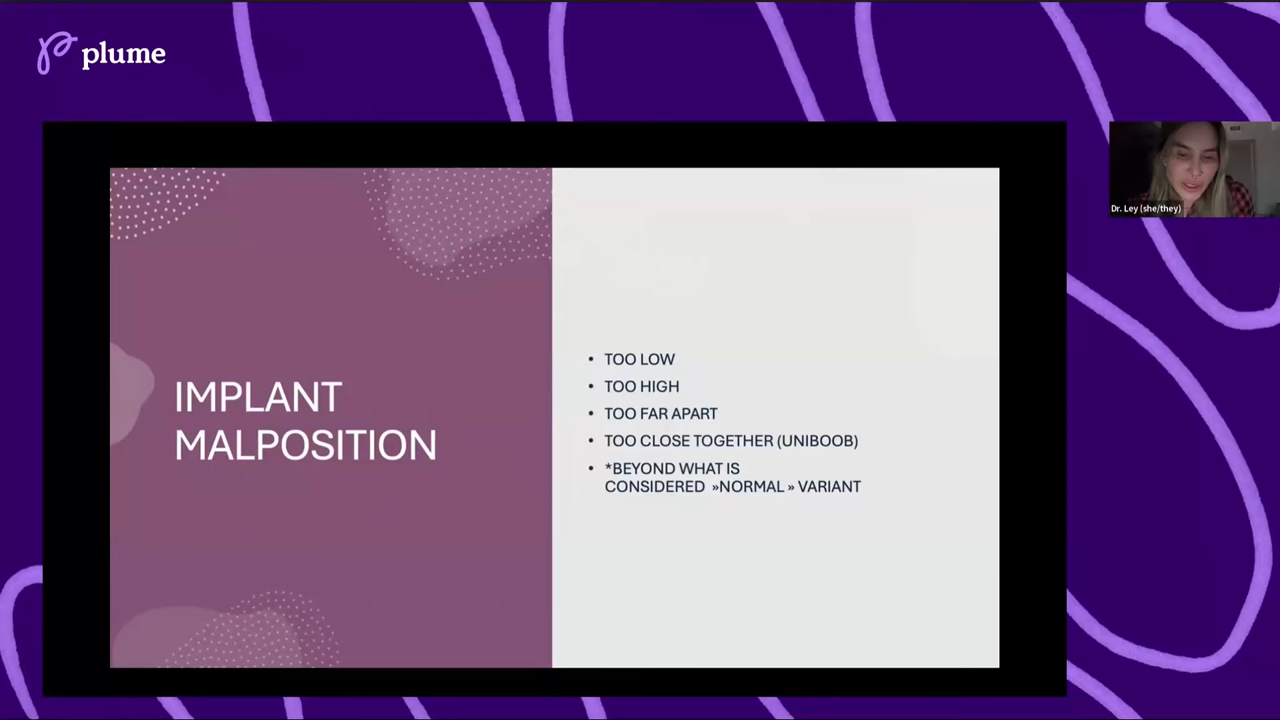 plume
IMPLANT
MALPOSITION
• TOO LOW
• TOO HIGH
• TOO FAR APART
• TOO CLOSE TOGETHER (UNIBOOB)
• *BEYOND WHAT IS
CONSIDERED »NORMAL » VARIANT
Dr. Ley (she/they)